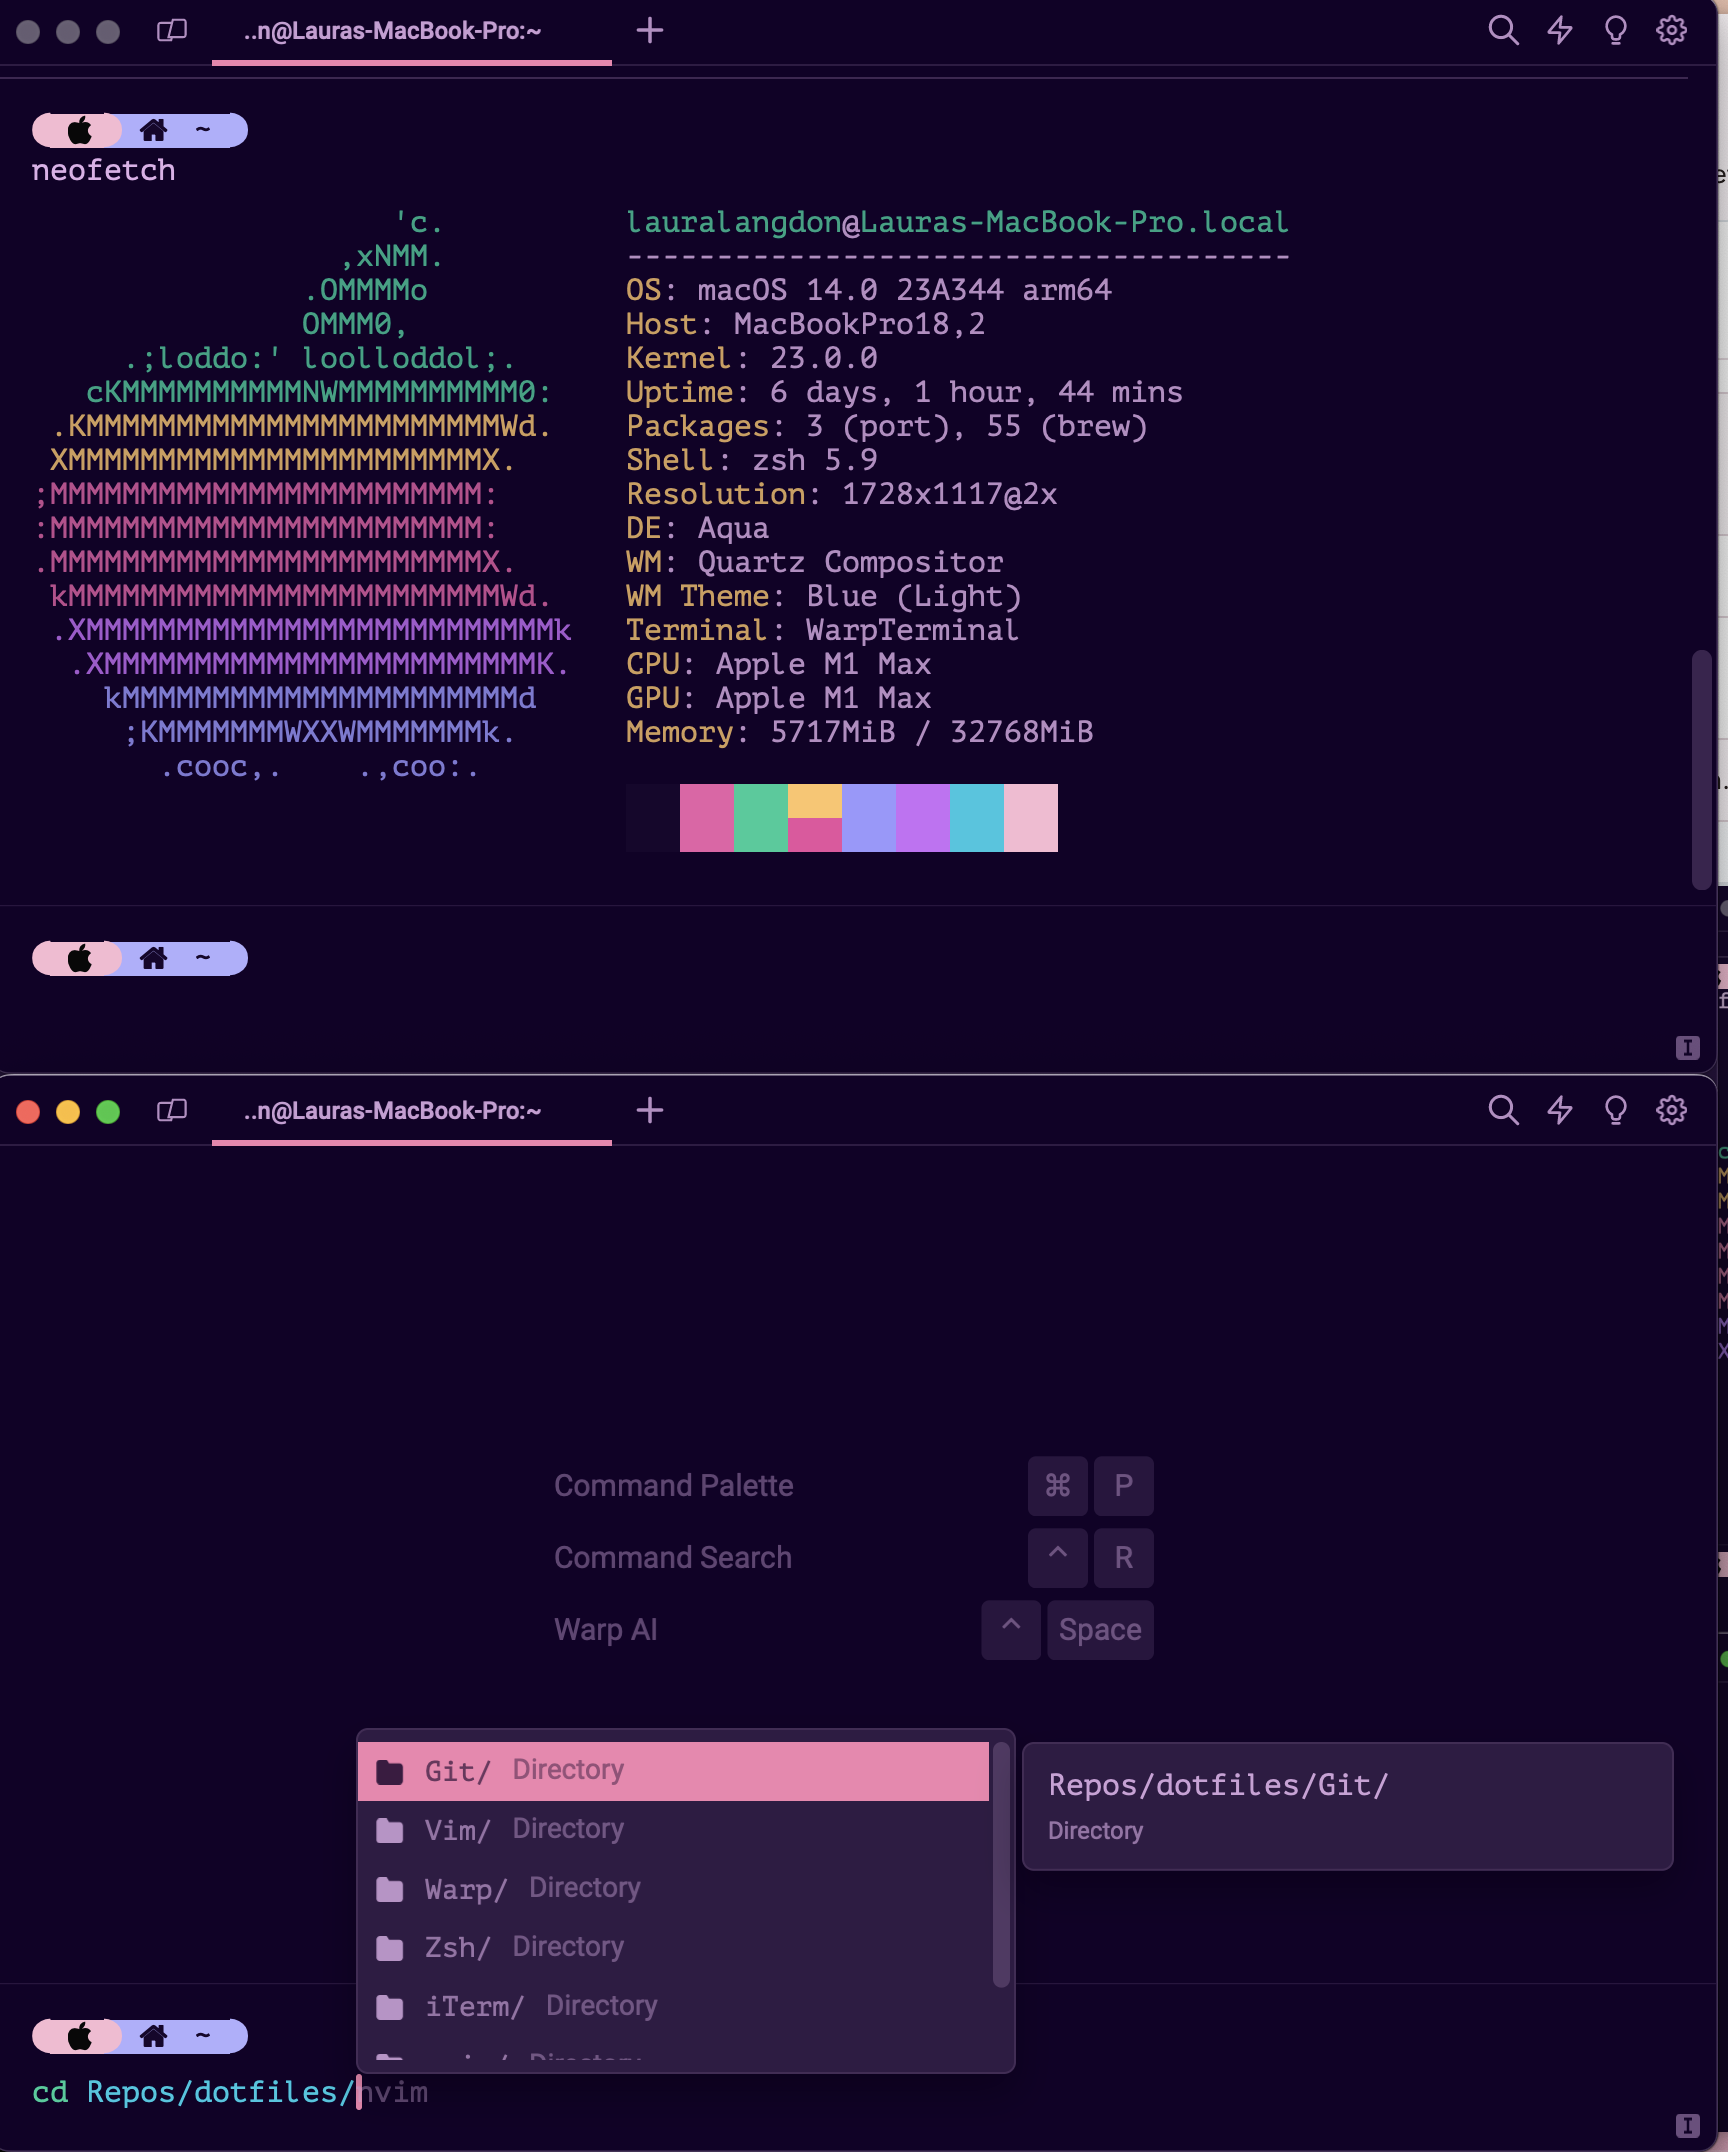 ..n@Lauras-MacBook-Pro:~
~
neofetch
'c.
,xNMM.
.OMMMMo
OMMM0,
.;loddo:' loolloddol;.
cKMMMMMMMMMMNWMMMMMMMMMM0:
.KMMMMMMMMMMMMMMMMMMMMMMMWd.
XMMMMMMMMMMMMMMMMMMMMMMMX.
;MMMMMMMMMMMMMMMMMMMMMMMM:
:MMMMMMMMMMMMMMMMMMMMMMMM:
.MMMMMMMMMMMMMMMMMMMMMMMMX.
kMMMMMMMMMMMMMMMMMMMMMMMMWd.
.XMMMMMMMMMMMMMMMMMMMMMMMMMMk
.XMMMMMMMMMMMMMMMMMMMMMMMMK.
kMMMMMMMMMMMMMMMMMMMMMMd
;KMMMMMMMWXXWMMMMMMMk.
.cooc,.    .,coo:.
lauralangdon@Lauras-MacBook-Pro.local
-------------------------------------
OS: macOS 14.0 23A344 arm64
Host: MacBookPro18,2
Kernel: 23.0.0
Uptime: 6 days, 1 hour, 44 mins
Packages: 3 (port), 55 (brew)
Shell: zsh 5.9
Resolution: 1728x1117@2x
DE: Aqua
WM: Quartz Compositor
WM Theme: Blue (Light)
Terminal: WarpTerminal
CPU: Apple M1 Max
GPU: Apple M1 Max
Memory: 5717MiB / 32768MiB
~
I
..n@Lauras-MacBook-Pro:~
Command Palette ⌘ P
Command Search ^ R
Warp AI ^ Space
Git/ Directory
Vim/ Directory
Warp/ Directory
Zsh/ Directory
iTerm/ Directory
Repos/dotfiles/Git/
Directory
~
cd Repos/dotfiles/nvim
I